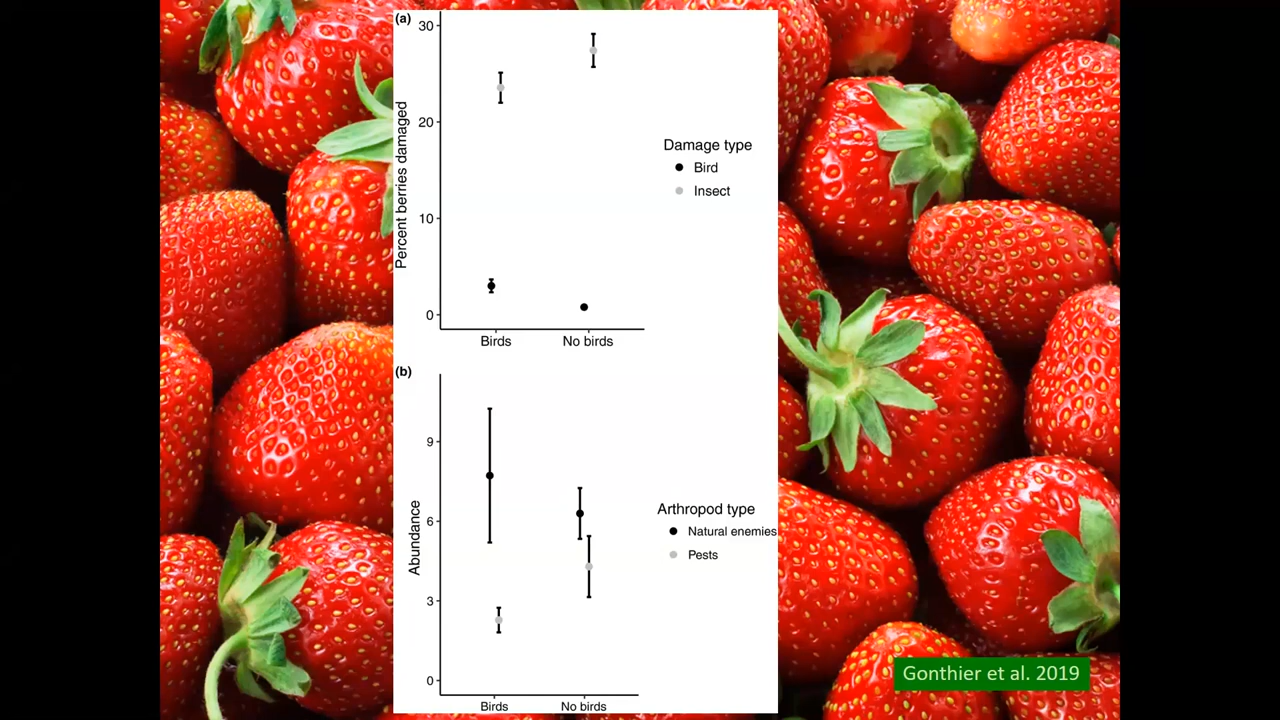 (a)
30
20
10
0
Percent berries damaged
Birds
No birds
Damage type
Bird
Insect
(b)
9
6
3
0
Abundance
Birds
No birds
Arthropod type
Natural enemies
Pests
Gonthier et al. 2019